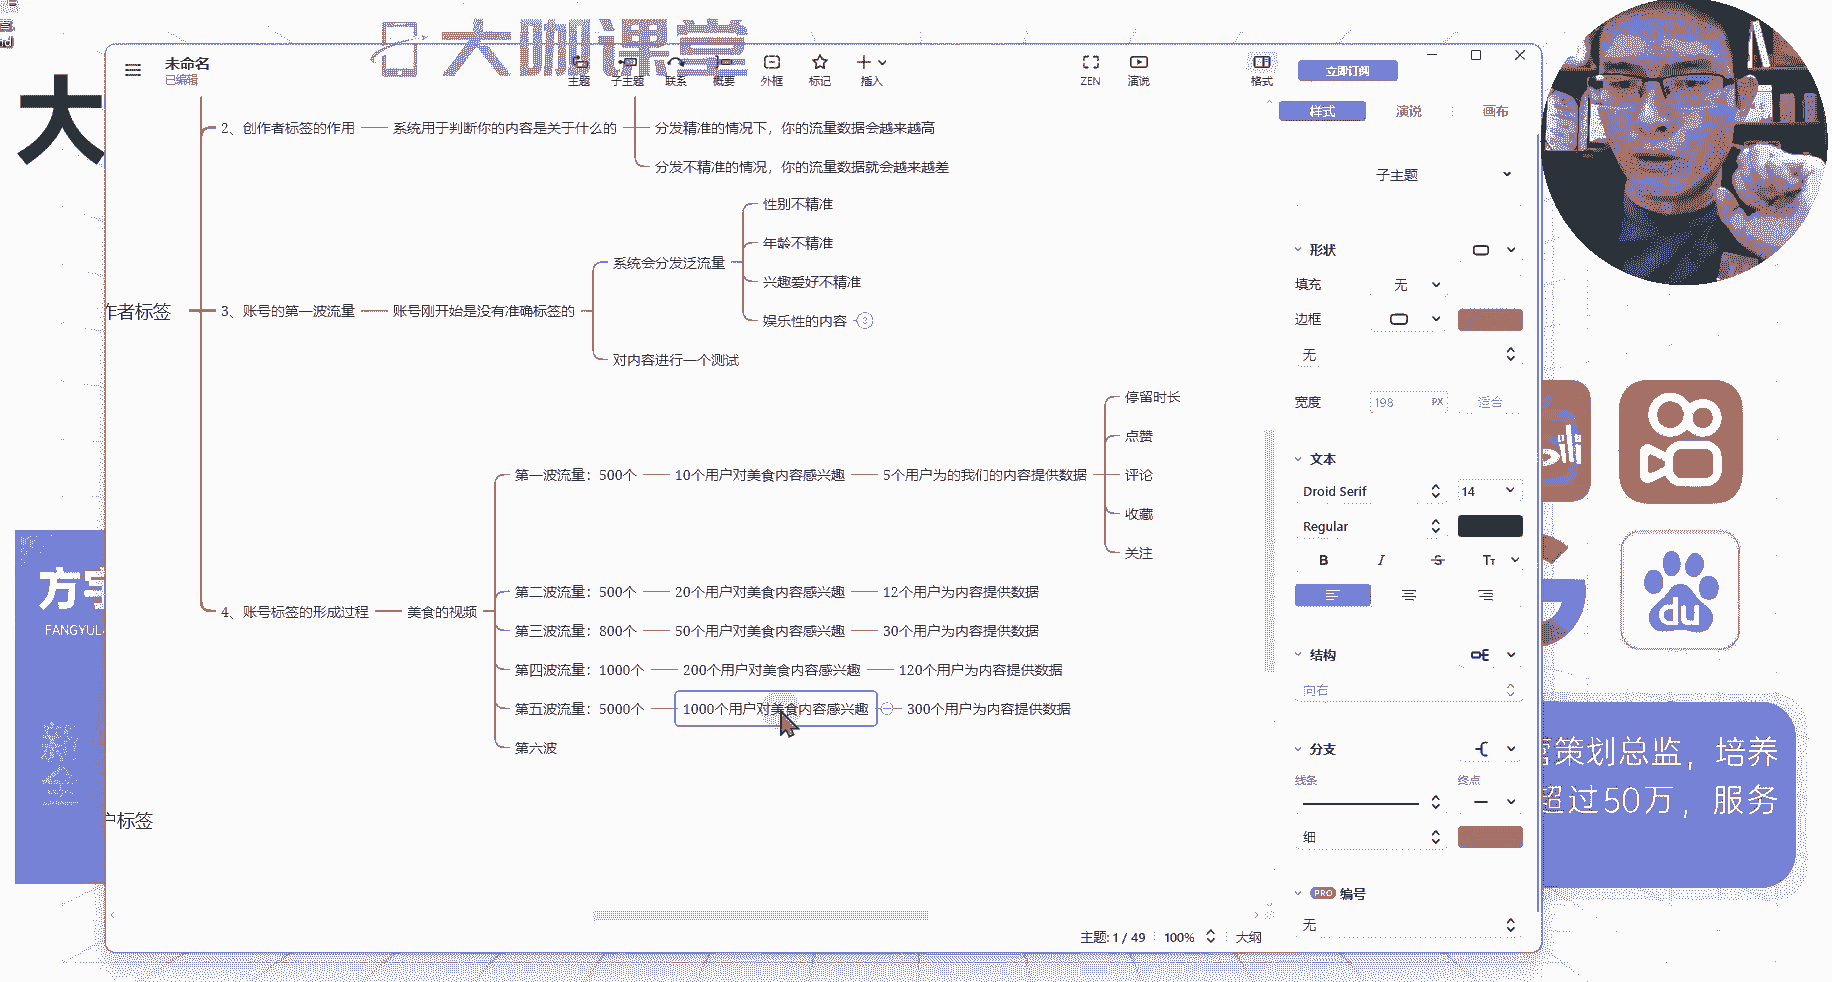 大咖课堂
大
未命名
已编辑
主题
子主题
联系
概要
外框
标记
插入
ZEN
演说
格式
立即订阅
样式
演说
画布
2、创作者标签的作用
系统用于判断你的内容是关于什么的
分发精准的情况下，你的流量数据会越来越高
分发不精准的情况，你的流量数据就会越来越差
作者标签
3、账号的第一波流量
账号刚开始是没有准确标签的
系统会分发泛流量
性别不精准
年龄不精准
兴趣爱好不精准
娱乐性的内容
对内容进行一个测试
4、账号标签的形成过程
美食的视频
第一波流量：500个
10个用户对美食内容感兴趣
5个用户为的我们的内容提供数据
停留时长
点赞
评论
收藏
关注
第二波流量：500个
20个用户对美食内容感兴趣
12个用户为内容提供数据
第三波流量：800个
50个用户对美食内容感兴趣
30个用户为内容提供数据
第四波流量：1000个
200个用户对美食内容感兴趣
120个用户为内容提供数据
第五波流量：5000个
1000个用户对美食内容感兴趣
300个用户为内容提供数据
第六波
户标签
子主题
形状
填充
无
边框
无
宽度
198
PX
适合
文本
Droid Serif
14
Regular
B
I
S
TT
结构
向右
分支
线条
终点
细
PRO 编号
无
主题: 1 / 49
100%
大纲
方宇
FANGYUL
du
营策划总监，培养
超过50万，服务